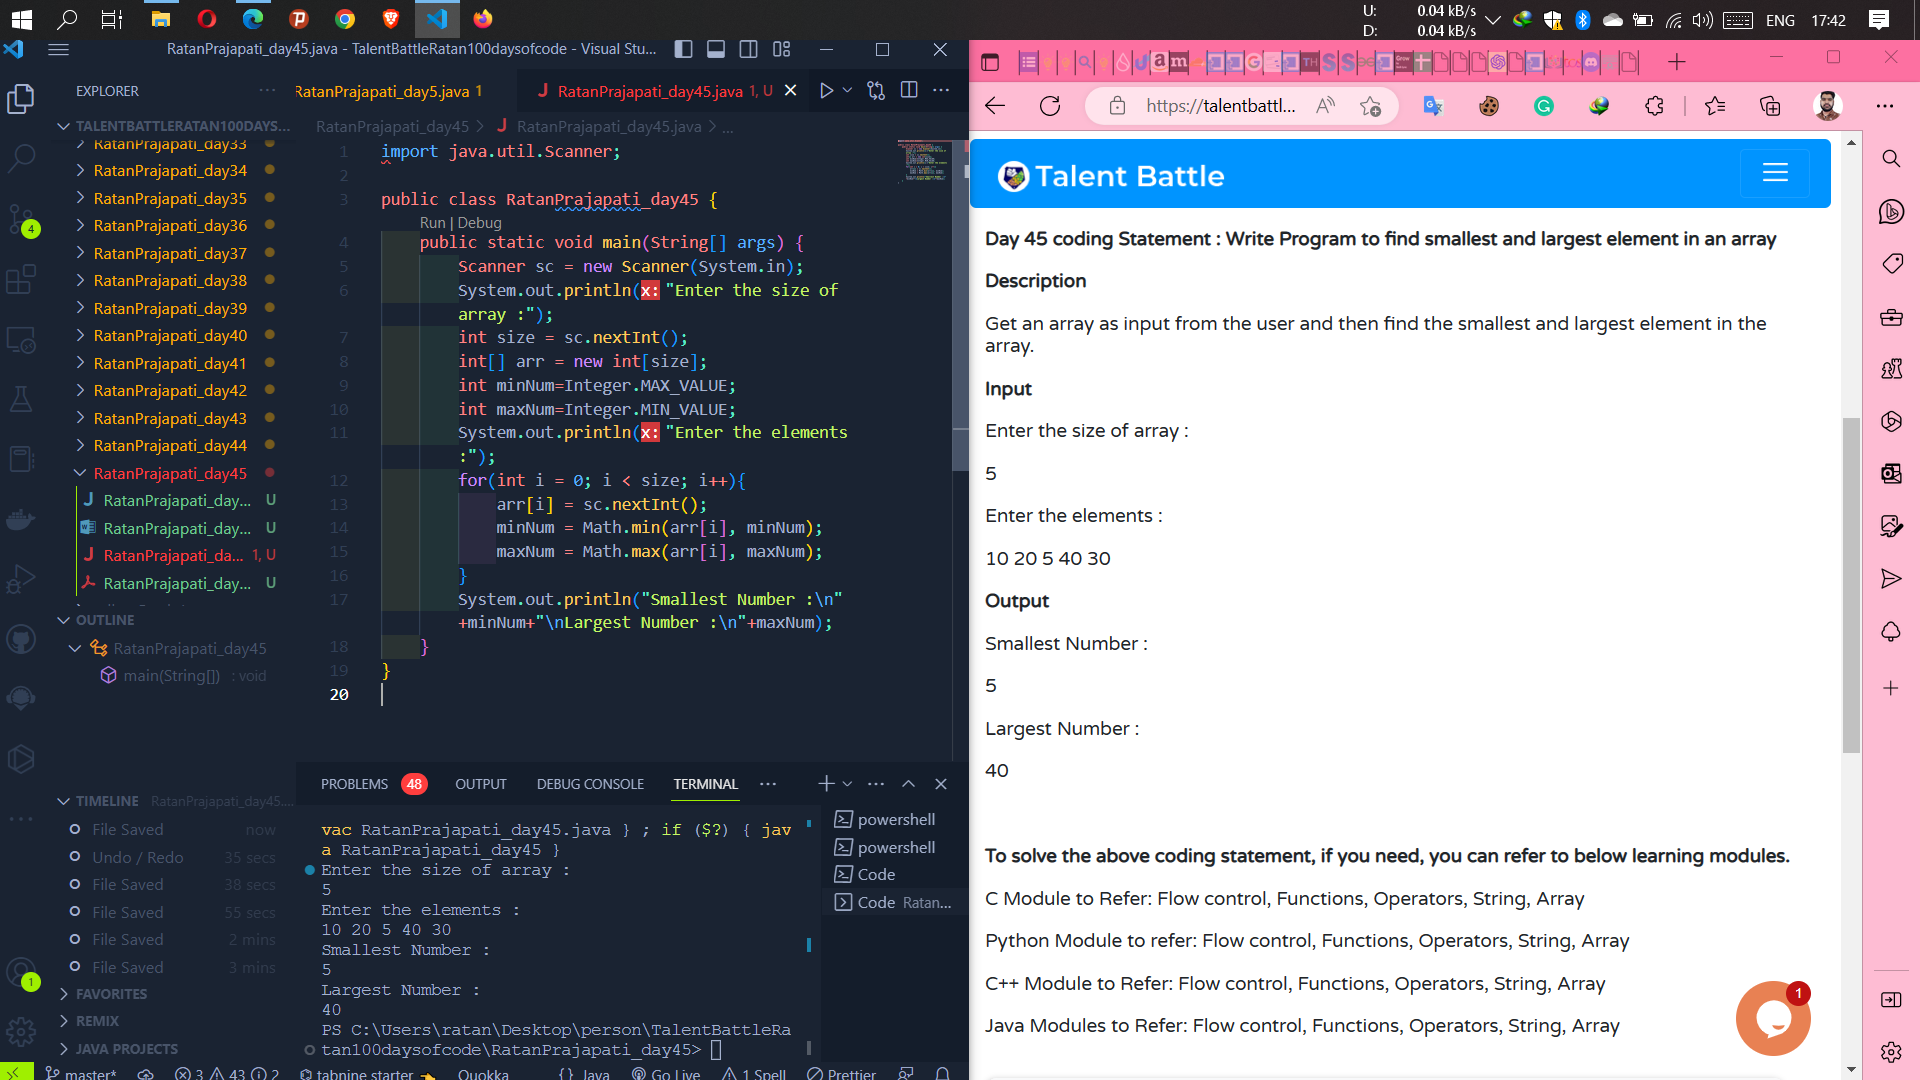 U: 0.04 kB/s
D: 0.04 kB/s
ENG 17:42
RatanPrajapati_day45.java - TalentBattleRatan100daysofcode - Visual Stu...
EXPLORER
TALENTBATTLERATAN100DAYS...
RatanPrajapati_day33
RatanPrajapati_day34
RatanPrajapati_day35
RatanPrajapati_day36
RatanPrajapati_day37
RatanPrajapati_day38
RatanPrajapati_day39
RatanPrajapati_day40
RatanPrajapati_day41
RatanPrajapati_day42
RatanPrajapati_day43
RatanPrajapati_day44
RatanPrajapati_day45
RatanPrajapati_day... U
RatanPrajapati_day... U
RatanPrajapati_da... 1, U
RatanPrajapati_day... U
OUTLINE
RatanPrajapati_day45
main(String[]) : void
TIMELINE RatanPrajapati_day45....
File Saved now
Undo / Redo 35 secs
File Saved 38 secs
File Saved 55 secs
File Saved 2 mins
File Saved 3 mins
FAVORITES
REMIX
JAVA PROJECTS
4
1
RatanPrajapati_day5.java 1
RatanPrajapati_day45.java 1, U
RatanPrajapati_day45 > RatanPrajapati_day45.java > ...
1 import java.util.Scanner;
2
3 public class RatanPrajapati_day45 {
Run | Debug
4 public static void main(String[] args) {
5 Scanner sc = new Scanner(System.in);
6 System.out.println(x: "Enter the size of
array :");
7 int size = sc.nextInt();
8 int[] arr = new int[size];
9 int minNum=Integer.MAX_VALUE;
10 int maxNum=Integer.MIN_VALUE;
11 System.out.println(x: "Enter the elements
:");
12 for(int i = 0; i < size; i++){
13 arr[i] = sc.nextInt();
14 minNum = Math.min(arr[i], minNum);
15 maxNum = Math.max(arr[i], maxNum);
16 }
17 System.out.println("Smallest Number :\n"
+minNum+"\nLargest Number :\n"+maxNum);
18 }
19 }
20
PROBLEMS 48 OUTPUT DEBUG CONSOLE TERMINAL
vac RatanPrajapati_day45.java } ; if ($?) { jav
a RatanPrajapati_day45 }
Enter the size of array :
5
Enter the elements :
10 20 5 40 30
Smallest Number :
5
Largest Number :
40
PS C:\Users\ratan\Desktop\person\TalentBattleRa
tan100daysofcode\RatanPrajapati_day45>
powershell
powershell
Code
Code Ratan...
master* 3 43 2 tabnine starter Quokka {} Java Go Live 1 Spell Prettier
https://talentbattl...
Talent Battle
Day 45 coding Statement : Write Program to find smallest and largest element in an array
Description
Get an array as input from the user and then find the smallest and largest element in the
array.
Input
Enter the size of array :
5
Enter the elements :
10 20 5 40 30
Output
Smallest Number :
5
Largest Number :
40
To solve the above coding statement, if you need, you can refer to below learning modules.
C Module to Refer: Flow control, Functions, Operators, String, Array
Python Module to refer: Flow control, Functions, Operators, String, Array
C++ Module to Refer: Flow control, Functions, Operators, String, Array
Java Modules to Refer: Flow control, Functions, Operators, String, Array
1